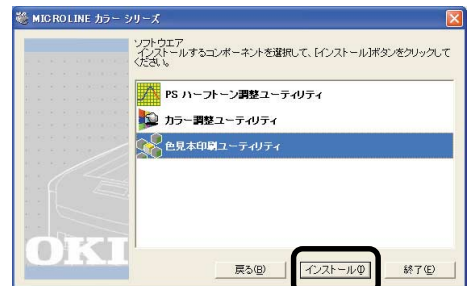 MICROLINE カラー シリーズ
ソフトウエア
インストールするコンポーネントを選択して、[インストール]ボタンをクリックして
ください。
PS ハーフトーン調整ユーティリティ
カラー調整ユーティリティ
色見本印刷ユーティリティ
OKI
戻る(B) インストール(I) 終了(E)